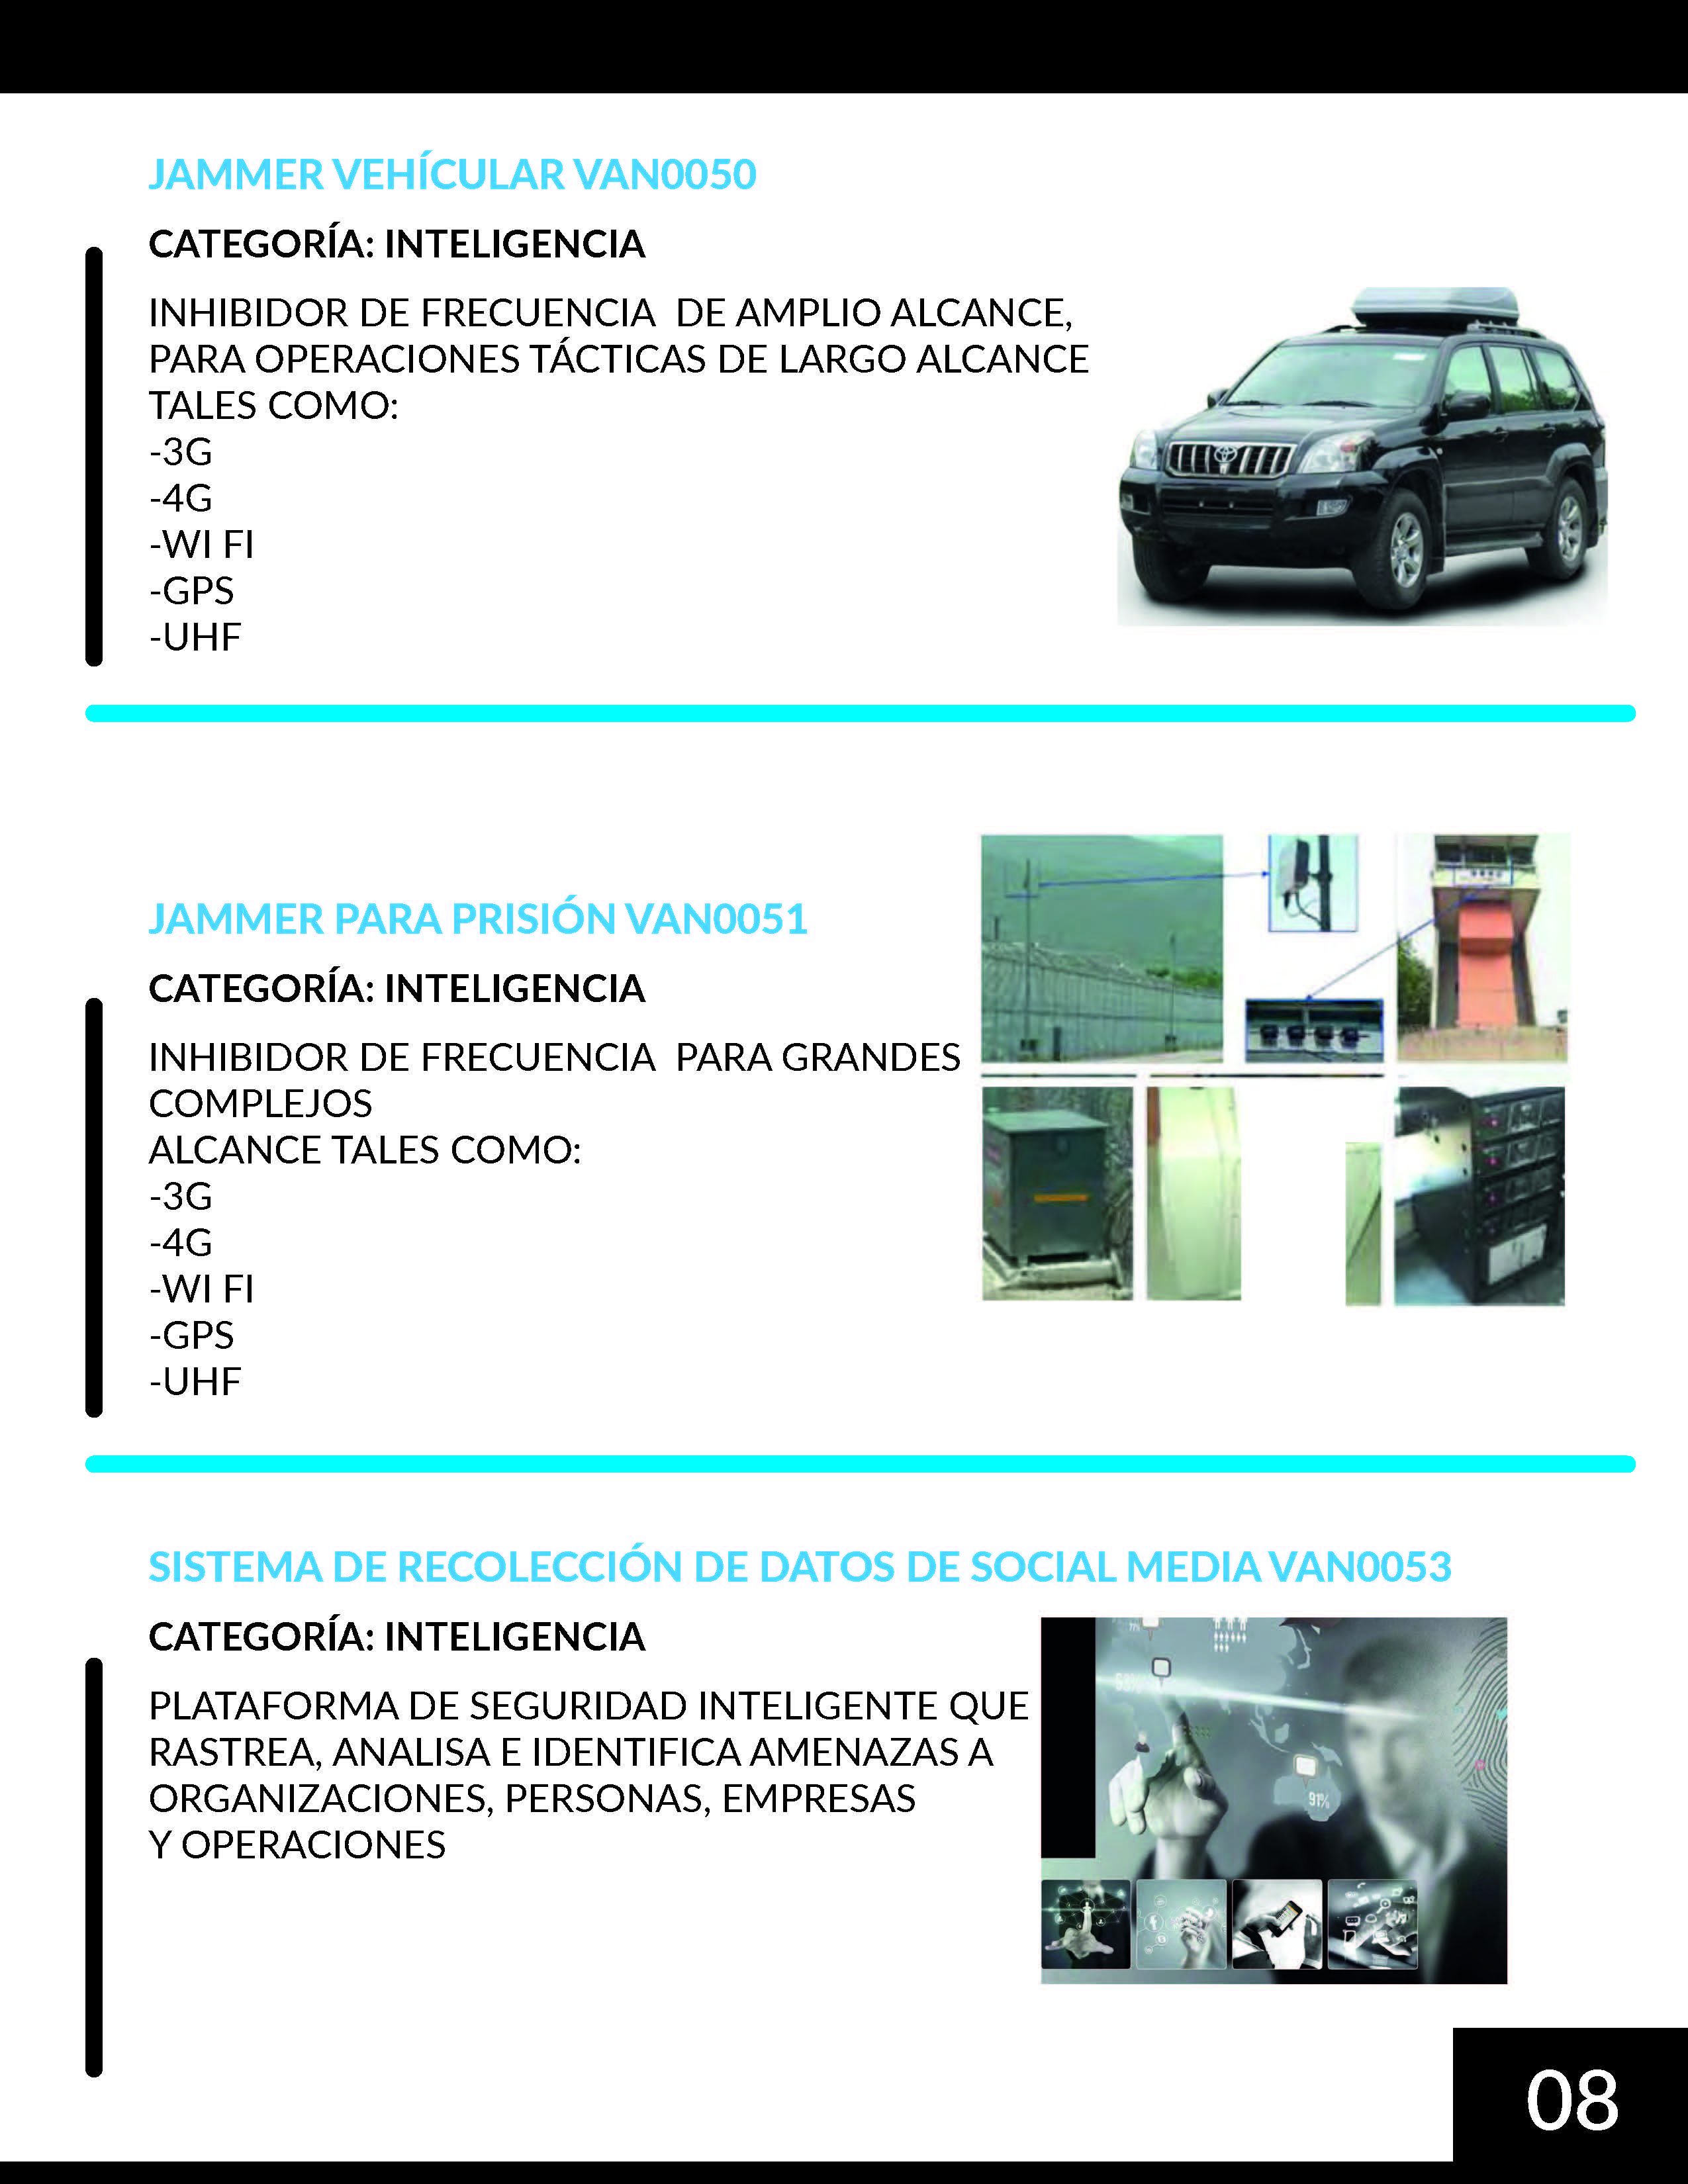 JAMMER VEHÍCULAR VAN0050
CATEGORÍA: INTELIGENCIA
INHIBIDOR DE FRECUENCIA  DE AMPLIO ALCANCE,
PARA OPERACIONES TÁCTICAS DE LARGO ALCANCE
TALES COMO:
-3G
-4G
-WI FI
-GPS
-UHF
JAMMER PARA PRISIÓN VAN0051
CATEGORÍA: INTELIGENCIA
INHIBIDOR DE FRECUENCIA  PARA GRANDES
COMPLEJOS
ALCANCE TALES COMO:
-3G
-4G
-WI FI
-GPS
-UHF
SISTEMA DE RECOLECCIÓN DE DATOS DE SOCIAL MEDIA VAN0053
CATEGORÍA: INTELIGENCIA
PLATAFORMA DE SEGURIDAD INTELIGENTE QUE
RASTREA, ANALISA E IDENTIFICA AMENAZAS A
ORGANIZACIONES, PERSONAS, EMPRESAS
Y OPERACIONES
91%
08